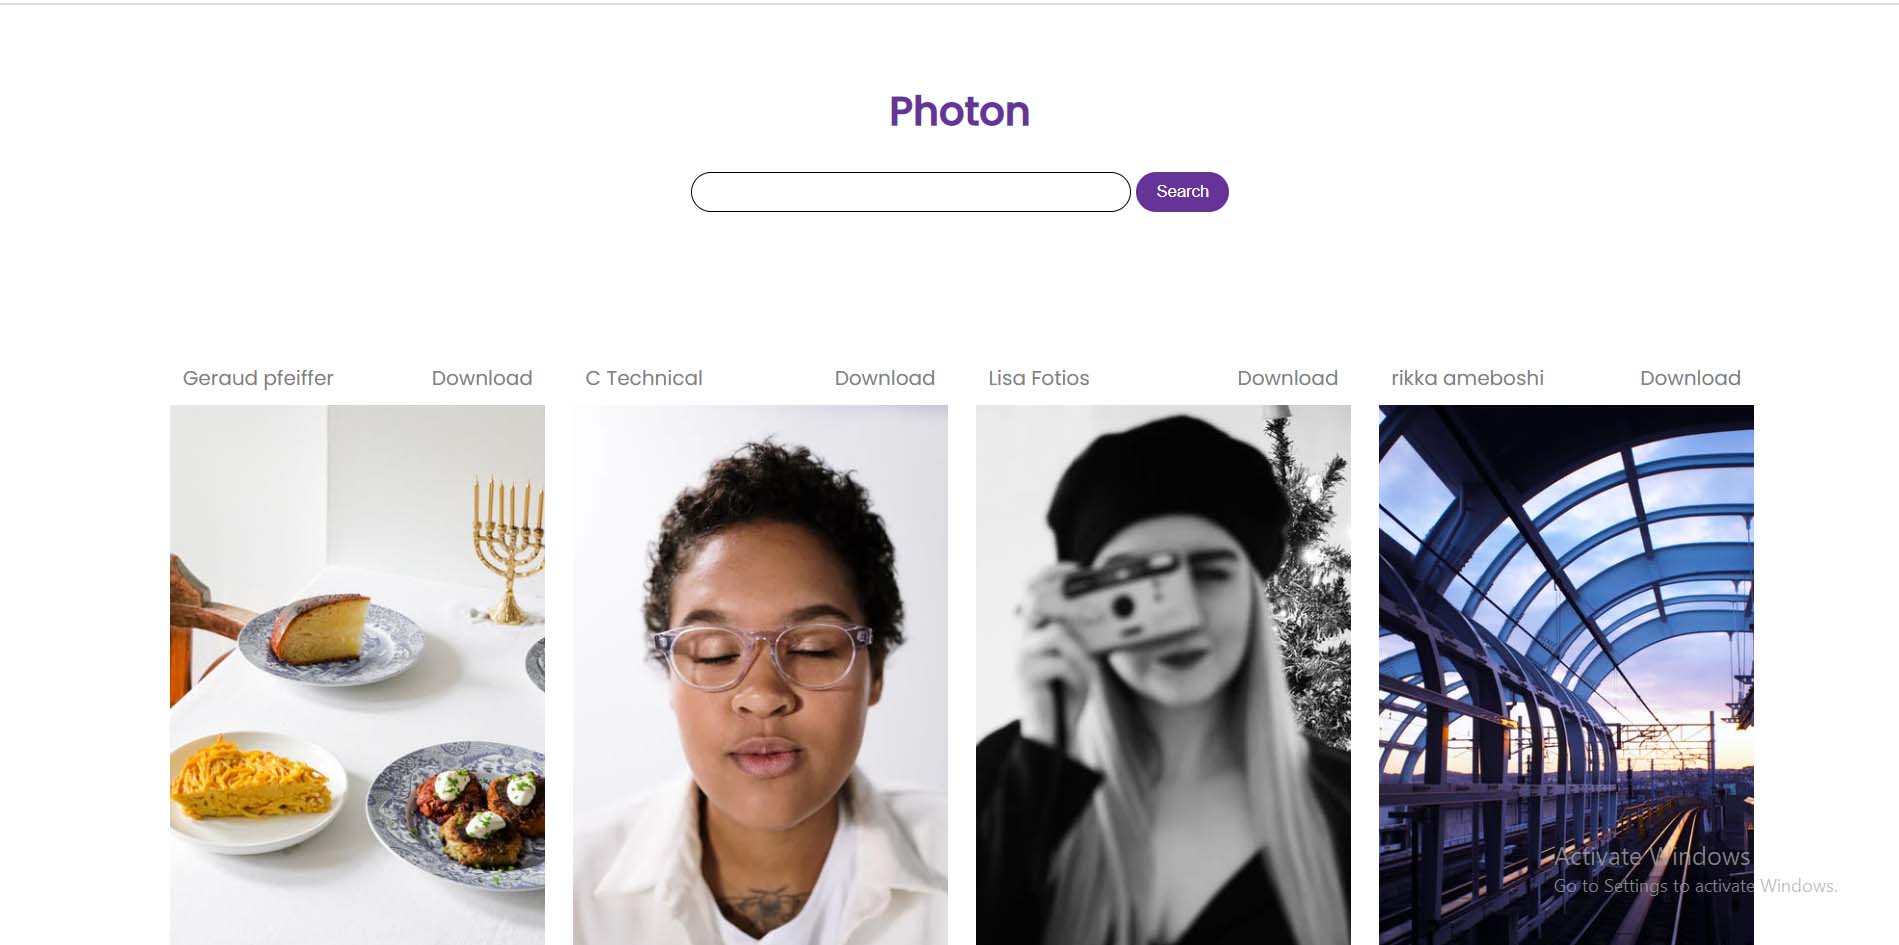 Photon
Search
Geraud pfeiffer Download
C Technical Download
Lisa Fotios Download
rikka ameboshi Download
Activate Windows
Go to Settings to activate Windows.